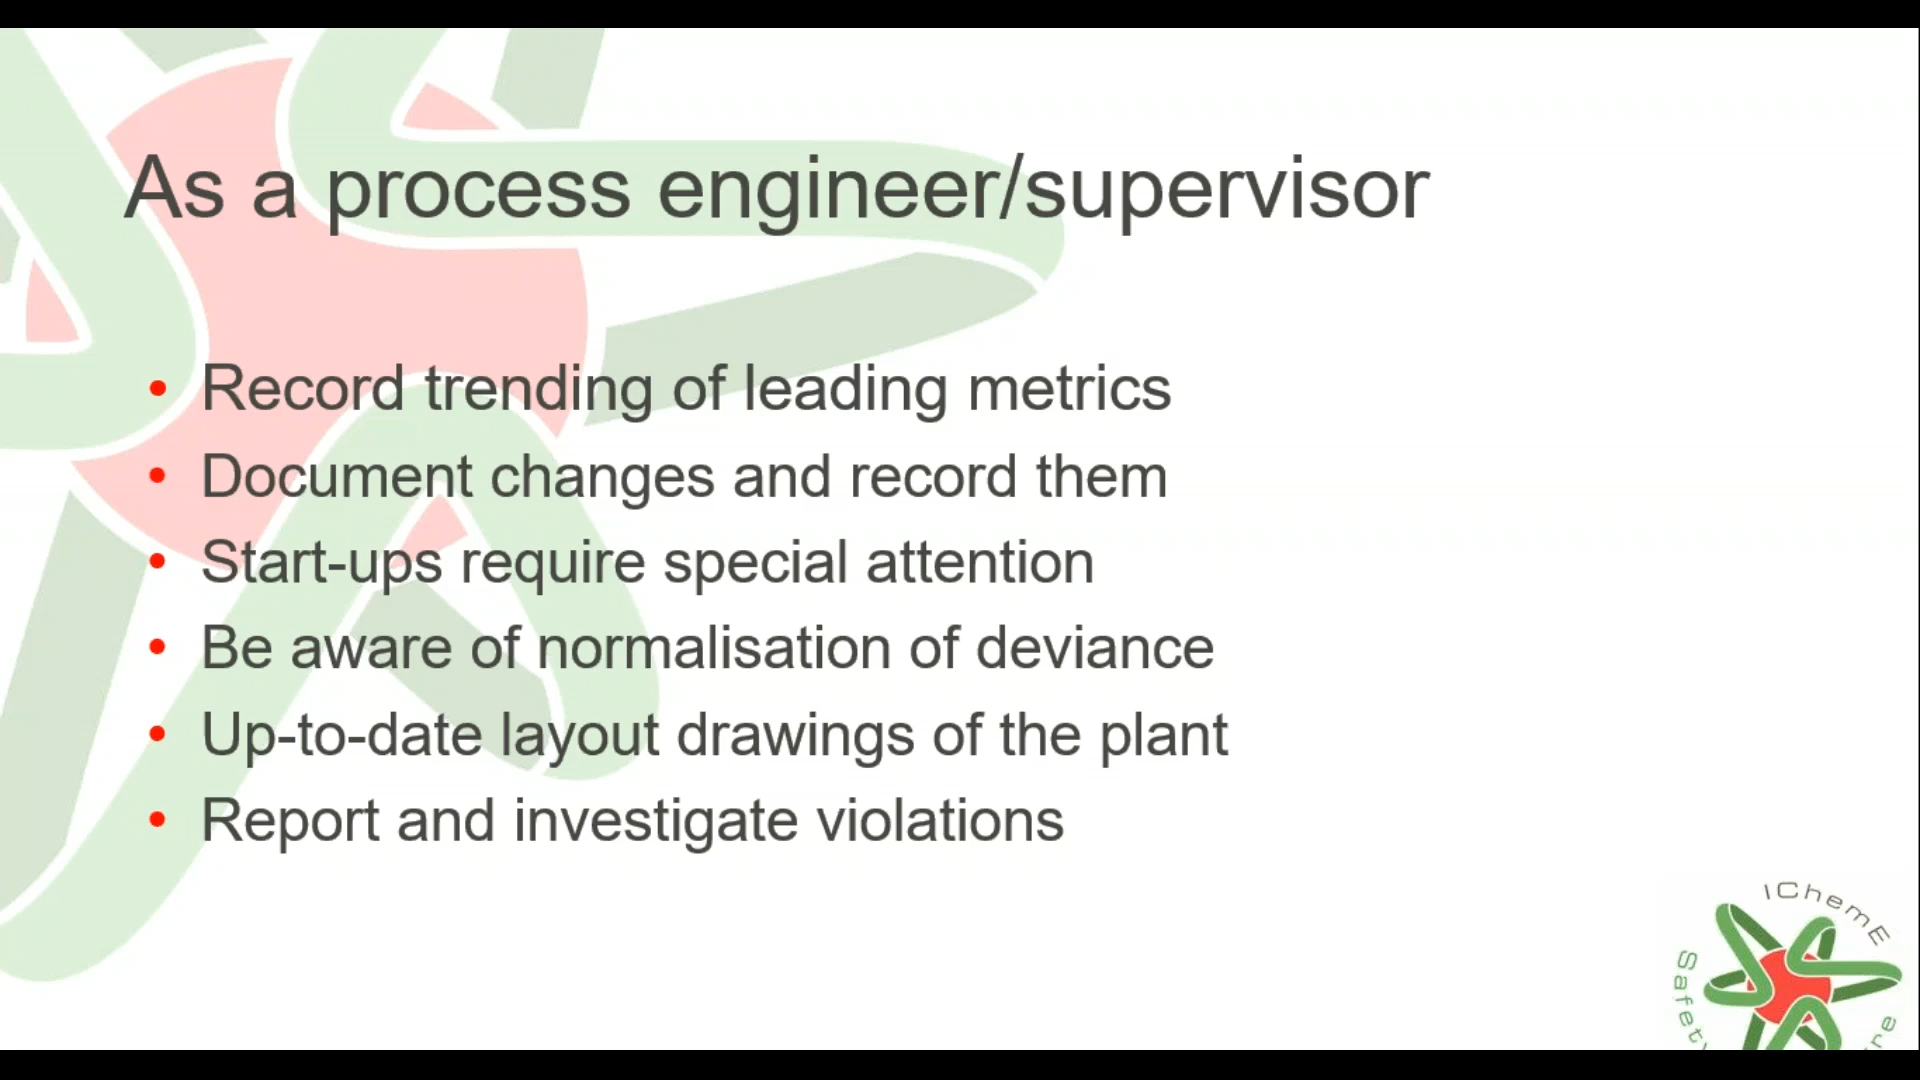 As a process engineer/supervisor
• Record trending of leading metrics
• Document changes and record them
• Start-ups require special attention
• Be aware of normalisation of deviance
• Up-to-date layout drawings of the plant
• Report and investigate violations
IChemE